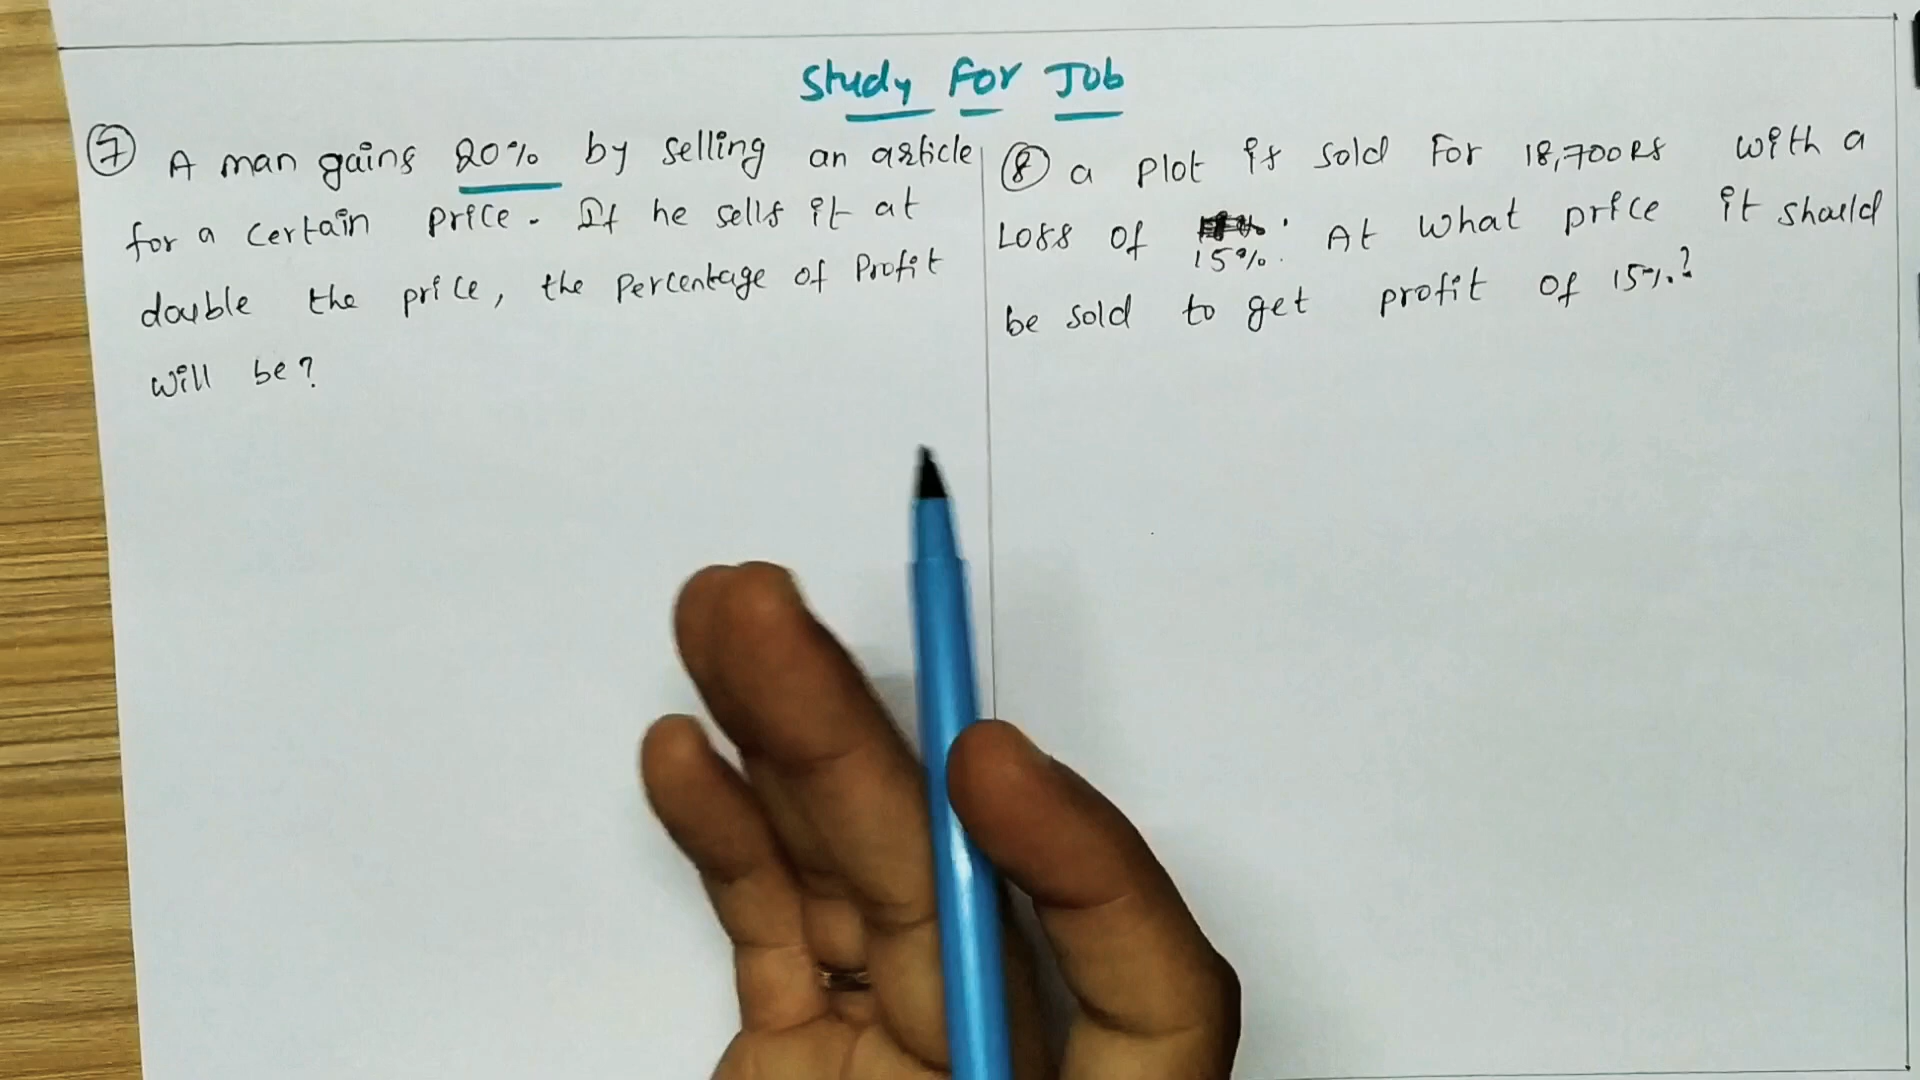 Study For Job
7 A man gains 20% by selling an article
for a certain price. If he sells it at
double the price, the percentage of Profit
will be?
8 a plot is sold For 18,700RS with a
Loss of 15%. At what price it should
be sold to get profit of 15%?